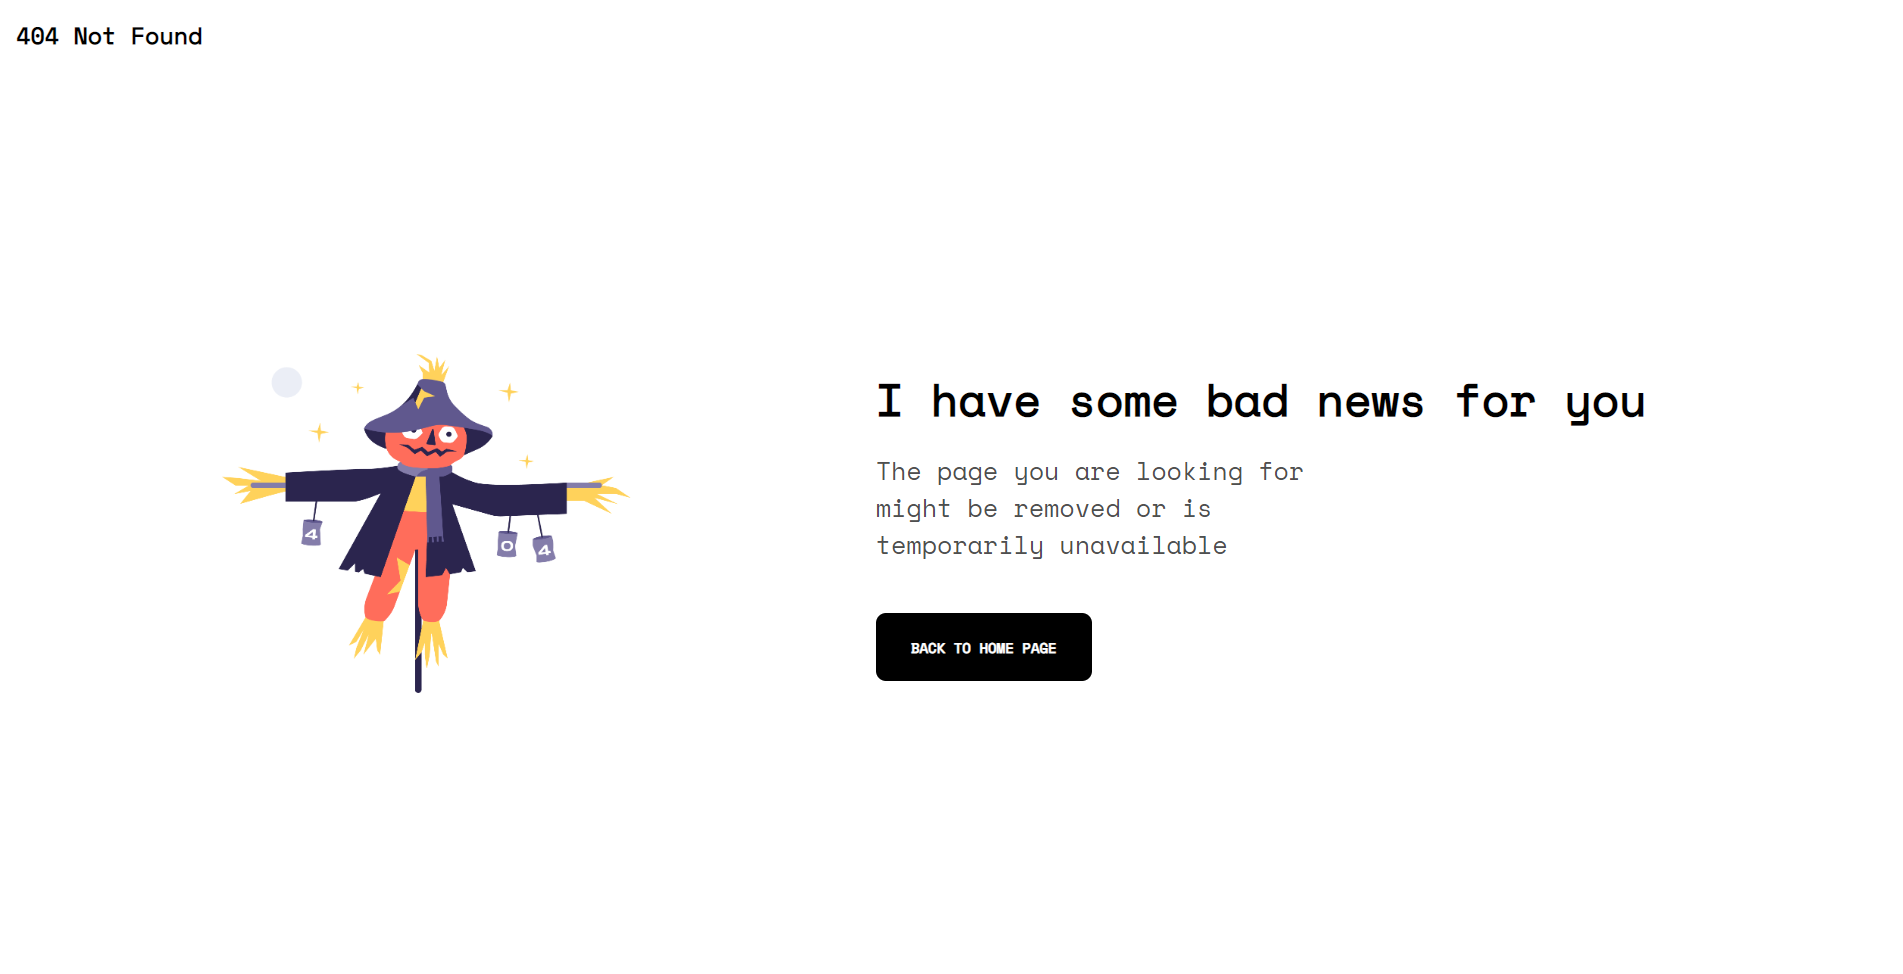 404 Not Found
I have some bad news for you
The page you are looking for
might be removed or is
temporarily unavailable
4
0
4
BACK TO HOME PAGE